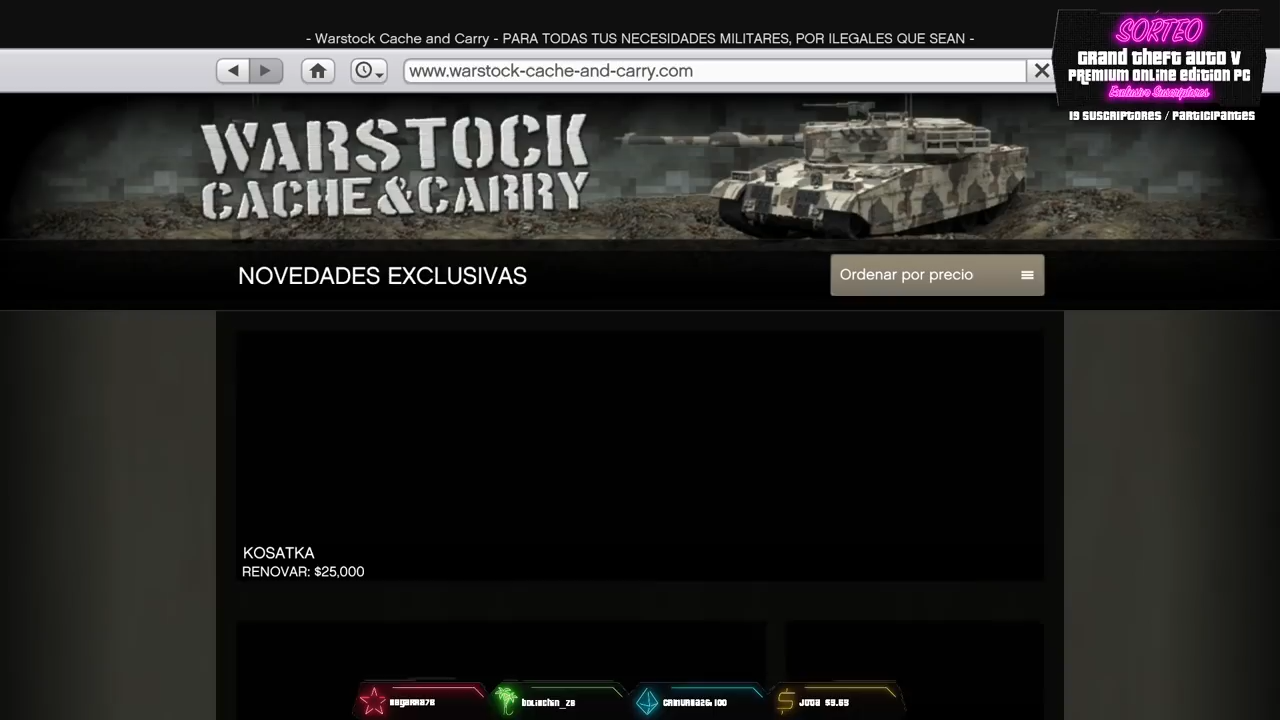 - Warstock Cache and Carry - PARA TODAS TUS NECESIDADES MILITARES, POR ILEGALES QUE SEAN -
www.warstock-cache-and-carry.com
SORTEO
Grand theft auto V
Premium Online Edition PC
Exclusivo Suscriptores
19 Suscriptores / Participantes
WARSTOCK
CACHE&CARRY
NOVEDADES EXCLUSIVAS
Ordenar por precio
KOSATKA
RENOVAR: $25,000